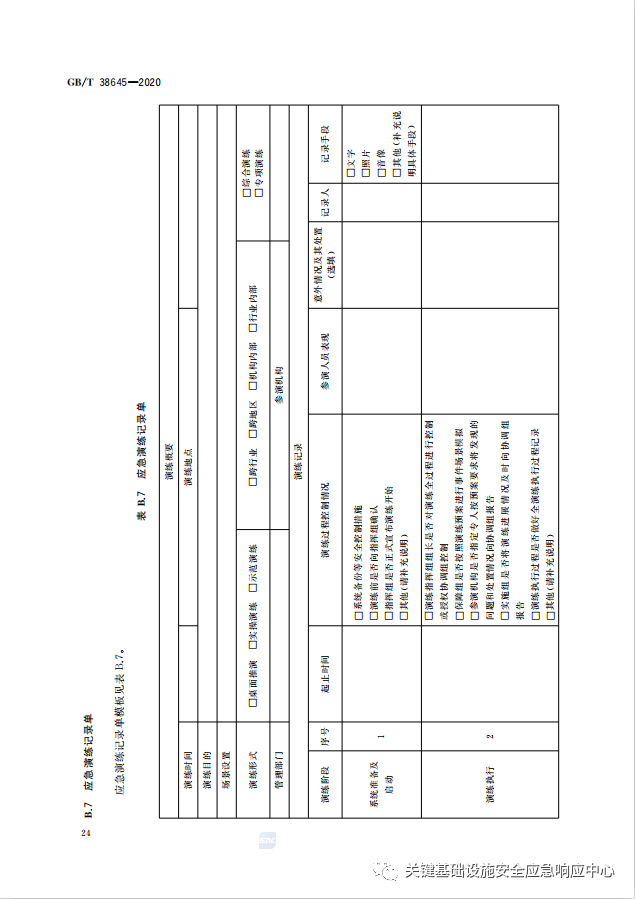 GB/T 38645—2020
B.7 应急演练记录单
应急演练记录单模板见表 B.7。
表 B.7 应急演练记录单
演练概要
演练时间
演练地点
演练目的
场景设置
演练形式
□桌面推演 □实操演练 □示范演练
□跨行业 □跨地区 □机构内部 □行业内部
□综合演练
□专项演练
管理部门
参演机构
演练记录
演练阶段
序号
起止时间
演练过程控制情况
参演人员表现
意外情况及其处置
(选填)
记录人
记录手段
系统准备及
启动
1
□系统备份等安全控制措施
□演练前是否向指挥组确认
□指挥组是否正式宣布演练开始
□其他(请补充说明)
□文字
□照片
□音像
□其他(补充说
明具体手段)
演练执行
2
□演练指挥组组长是否对演练全过程进行控制
或授权协调组控制
□保障组是否按照演练预案进行事件场景模拟
□参演机构是否指定专人按预案要求将发现的
问题和处置情况向协调组报告
□实施组是否将演练进展情况及时向协调组
报告
□演练执行过程是否做好全演练执行过程记录
□其他(请补充说明)
24
关键基础设施安全应急响应中心